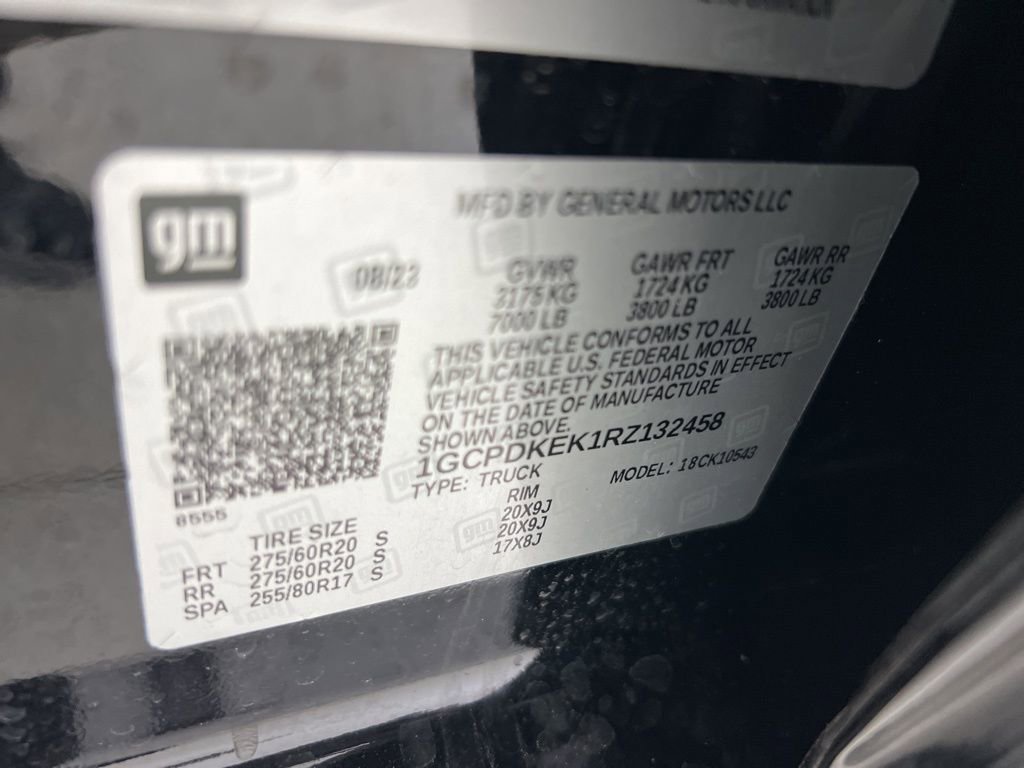 gm
MFD BY GENERAL MOTORS LLC
08/23
GVWR GAWR FRT GAWR RR
3175 KG 1724 KG 1724 KG
7000 LB 3800 LB 3800 LB
THIS VEHICLE CONFORMS TO ALL
APPLICABLE U.S. FEDERAL MOTOR
VEHICLE SAFETY STANDARDS IN EFFECT
ON THE DATE OF MANUFACTURE
SHOWN ABOVE.
1GCPDKEK1RZ132458
TYPE: TRUCK MODEL: 18CK10543
8555
TIRE SIZE RIM
FRT 275/60R20 S 20X9J
RR 275/60R20 S 20X9J
SPA 255/80R17 S 17X8J